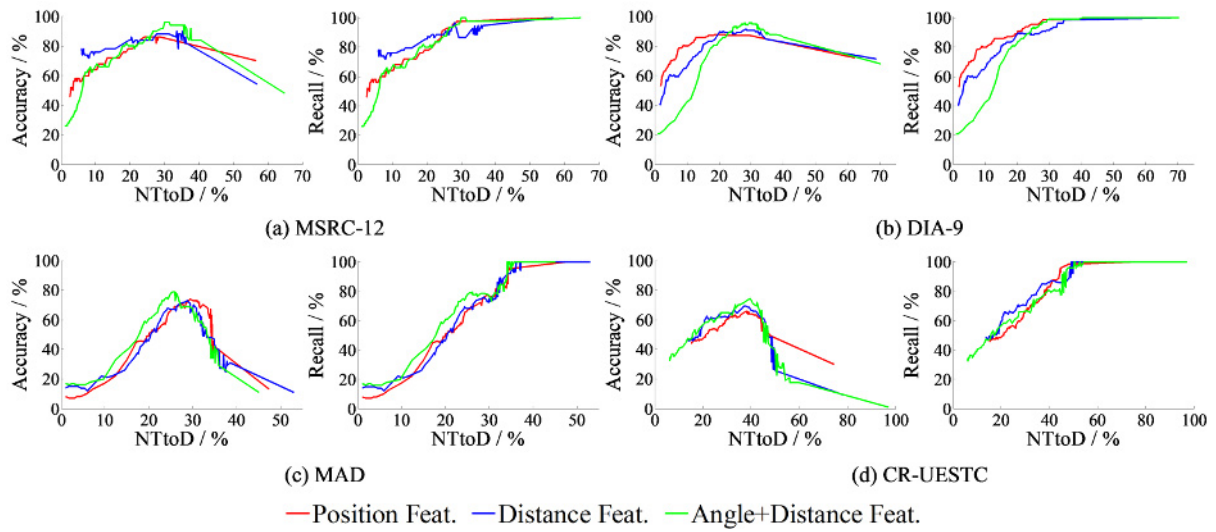 Accuracy / %
100
80
60
40
20
0
0 10 20 30 40 50 60 70
NTtoD / %
Recall / %
100
80
60
40
20
0
0 10 20 30 40 50 60 70
NTtoD / %
(a) MSRC-12
Accuracy / %
100
80
60
40
20
0
0 10 20 30 40 50 60 70
NTtoD / %
Recall / %
100
80
60
40
20
0
0 10 20 30 40 50 60 70
NTtoD / %
(b) DIA-9
Accuracy / %
100
80
60
40
20
0
0 10 20 30 40 50
NTtoD / %
Recall / %
100
80
60
40
20
0
0 10 20 30 40 50
NTtoD / %
(c) MAD
Accuracy / %
100
80
60
40
20
0
0 20 40 60 80 100
NTtoD / %
Recall / %
100
80
60
40
20
0
0 20 40 60 80 100
NTtoD / %
(d) CR-UESTC
Position Feat. Distance Feat. Angle+Distance Feat.